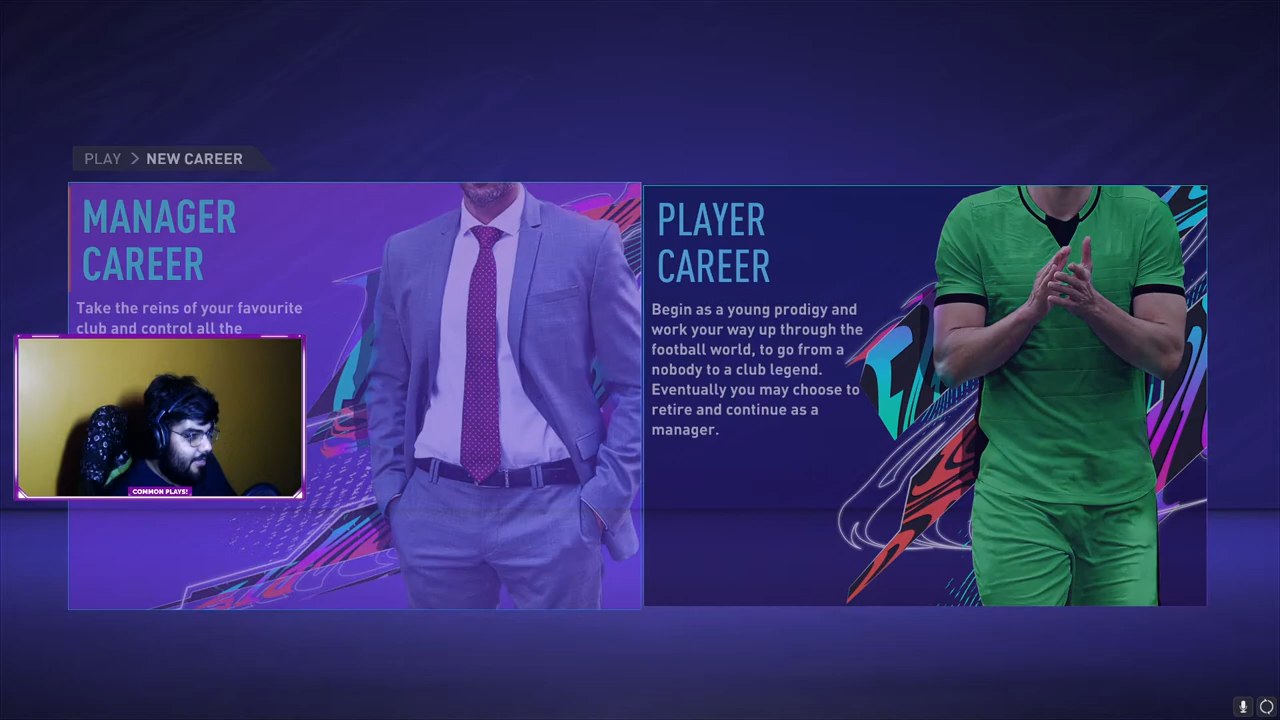 PLAY > NEW CAREER
MANAGER
CAREER
Take the reins of your favourite
club and control all the
COMMON PLAYS!
PLAYER
CAREER
Begin as a young prodigy and
work your way up through the
football world, to go from a
nobody to a club legend.
Eventually you may choose to
retire and continue as a
manager.